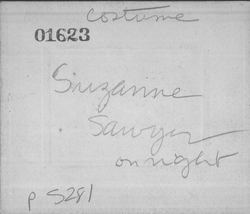 costume
01623
Suzanne
Sawyer
on right
p 5281